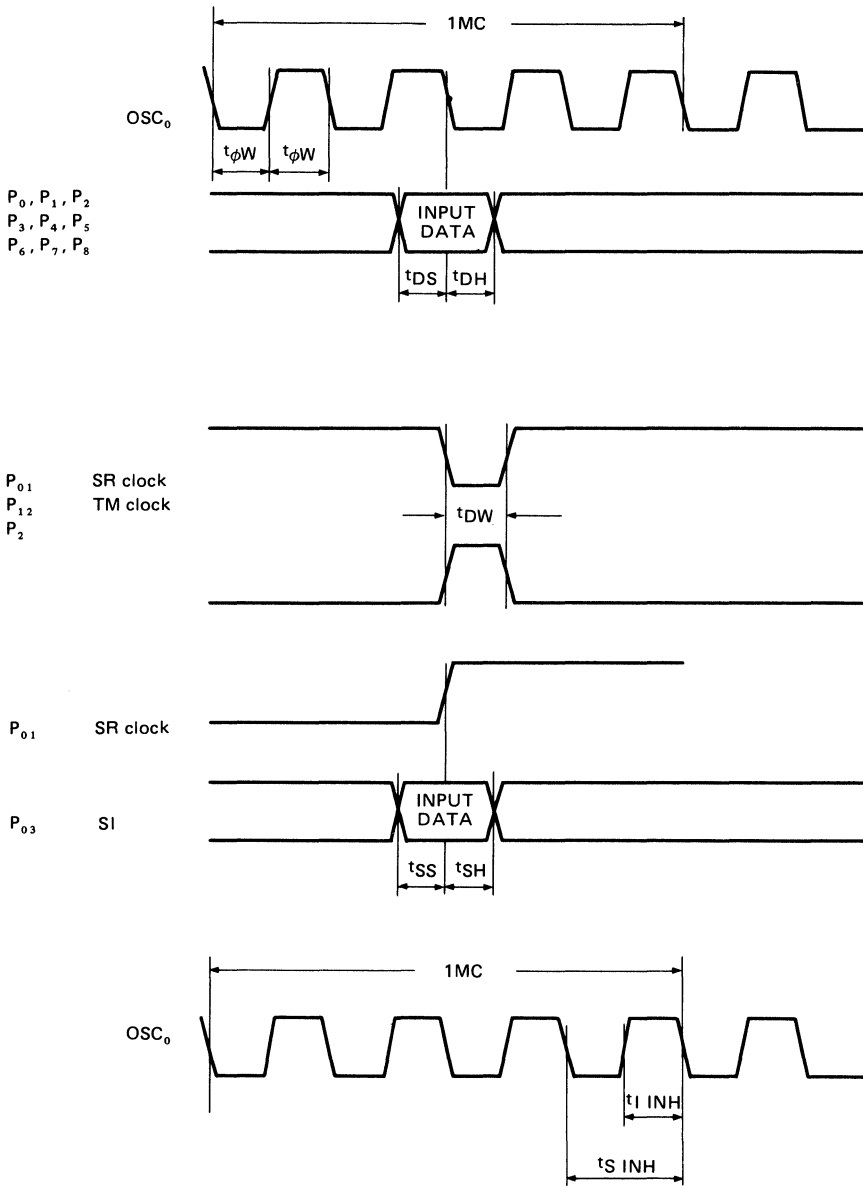 1MC
OSC₀
tϕW tϕW
P₀, P₁, P₂
P₃, P₄, P₅
P₆, P₇, P₈
INPUT
DATA
tDS tDH
P₀₁ SR clock
P₁₂ TM clock
P₂
tDW
P₀₁ SR clock
P₀₃ SI
INPUT
DATA
tSS tSH
1MC
OSC₀
tI INH
tS INH